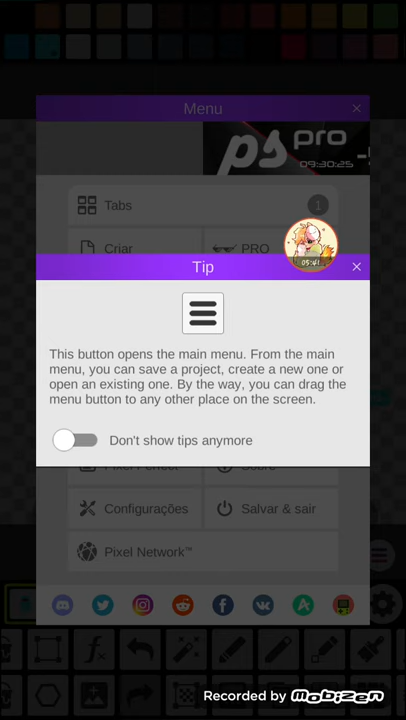 Menu
ps pro
09:30:25
Tabs
1
Criar
PRO
05:41
Tip
This button opens the main menu. From the main
menu, you can save a project, create a new one or
open an existing one. By the way, you can drag the
menu button to any other place on the screen.
Don't show tips anymore
Pixel Perfect
Sobre
Configurações
Salvar & sair
Pixel Network™
Recorded by mobizen